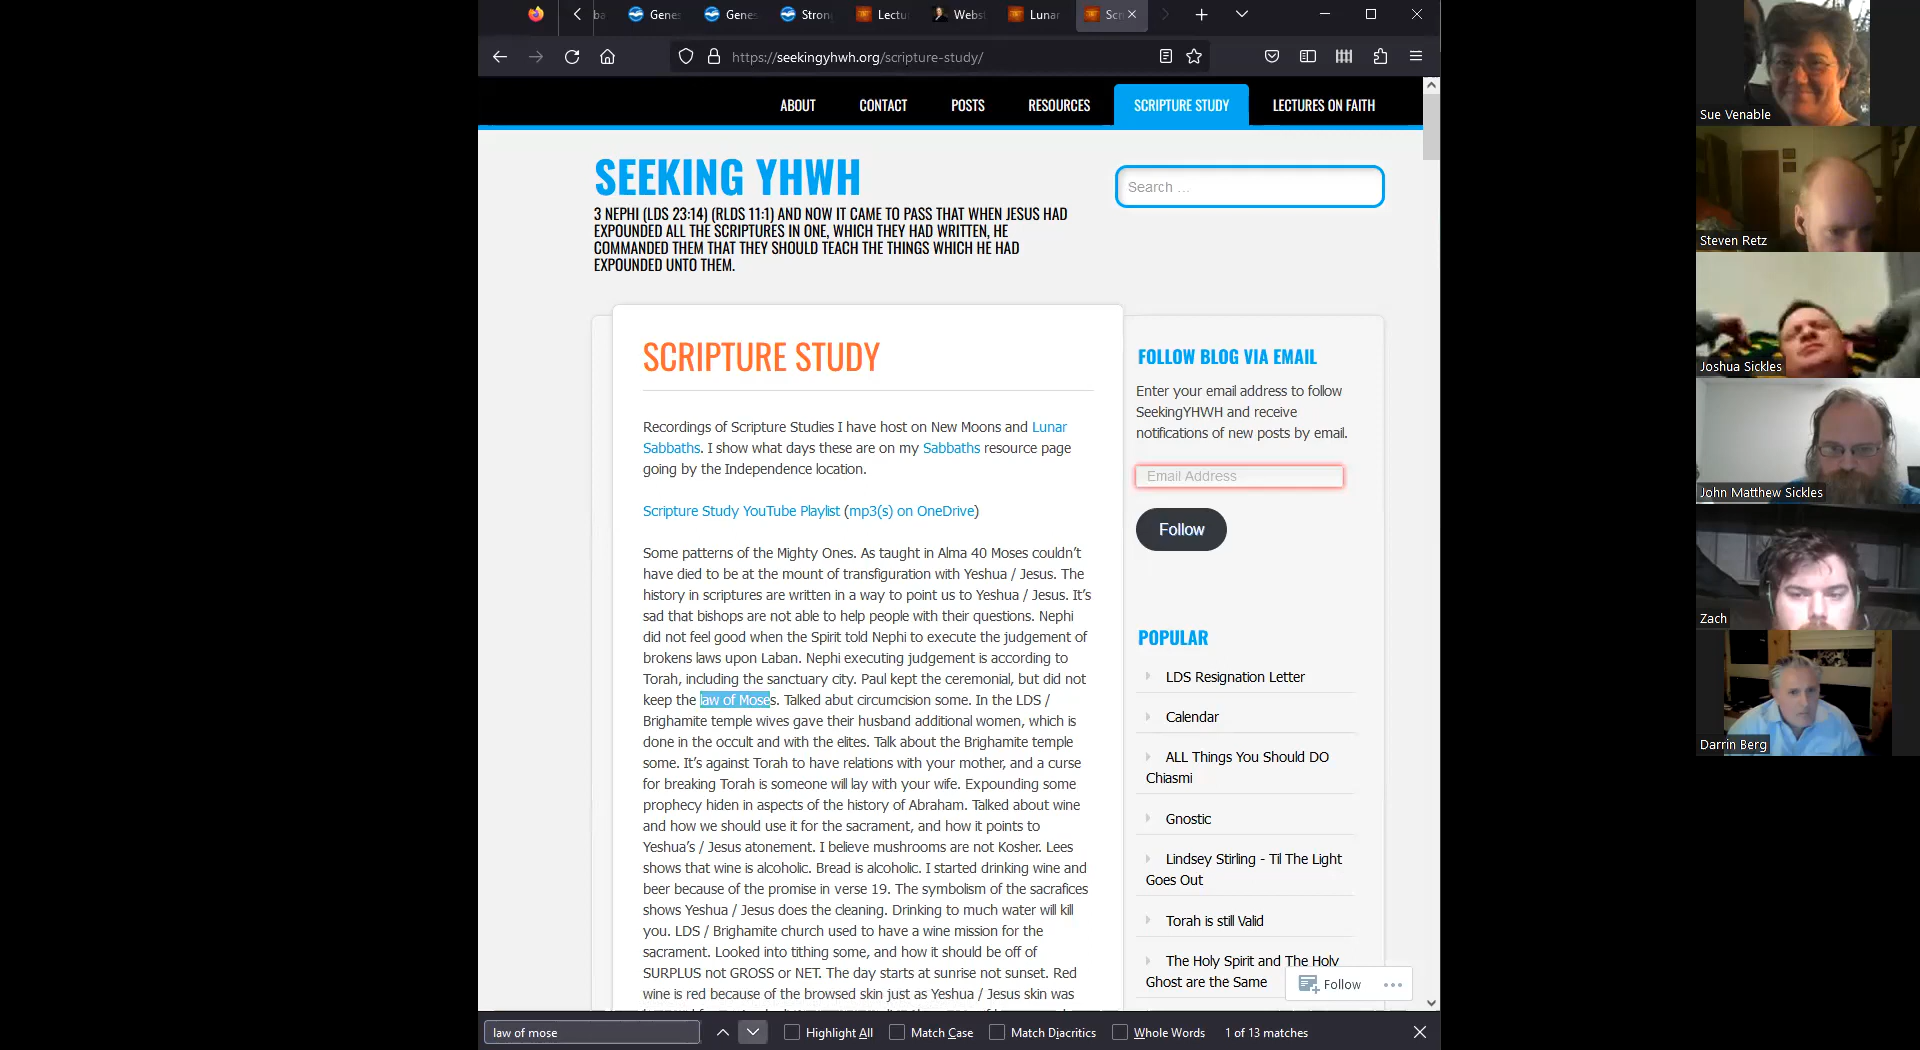 ba
Genes
Genes
Stron
Lectu
Webst
Lunar
Scr
https://seekingyhwh.org/scripture-study/
ABOUT
CONTACT
POSTS
RESOURCES
SCRIPTURE STUDY
LECTURES ON FAITH
SEEKING YHWH
3 NEPHI (LDS 23:14) (RLDS 11:1) AND NOW IT CAME TO PASS THAT WHEN JESUS HAD
EXPOUNDED ALL THE SCRIPTURES IN ONE, WHICH THEY HAD WRITTEN, HE
COMMANDED THEM THAT THEY SHOULD TEACH THE THINGS WHICH HE HAD
EXPOUNDED UNTO THEM.
Search …
SCRIPTURE STUDY
Recordings of Scripture Studies I have host on New Moons and Lunar
Sabbaths. I show what days these are on my Sabbaths resource page
going by the Independence location.
Scripture Study YouTube Playlist (mp3(s) on OneDrive)
Some patterns of the Mighty Ones. As taught in Alma 40 Moses couldn't
have died to be at the mount of transfiguration with Yeshua / Jesus. The
history in scriptures are written in a way to point us to Yeshua / Jesus. It's
sad that bishops are not able to help people with their questions. Nephi
did not feel good when the Spirit told Nephi to execute the judgement of
brokens laws upon Laban. Nephi executing judgement is according to
Torah, including the sanctuary city. Paul kept the ceremonial, but did not
keep the law of Moses. Talked abut circumcision some. In the LDS /
Brighamite temple wives gave their husband additional women, which is
done in the occult and with the elites. Talk about the Brighamite temple
some. It's against Torah to have relations with your mother, and a curse
for breaking Torah is someone will lay with your wife. Expounding some
prophecy hiden in aspects of the history of Abraham. Talked about wine
and how we should use it for the sacrament, and how it points to
Yeshua's / Jesus atonement. I believe mushrooms are not Kosher. Lees
shows that wine is alcoholic. Bread is alcoholic. I started drinking wine and
beer because of the promise in verse 19. The symbolism of the sacrafices
shows Yeshua / Jesus does the cleaning. Drinking to much water will kill
you. LDS / Brighamite church used to have a wine mission for the
sacrament. Looked into tithing some, and how it should be off of
SURPLUS not GROSS or NET. The day starts at sunrise not sunset. Red
wine is red because of the browsed skin just as Yeshua / Jesus skin was
FOLLOW BLOG VIA EMAIL
Enter your email address to follow
SeekingYHWH and receive
notifications of new posts by email.
Email Address
Follow
POPULAR
LDS Resignation Letter
Calendar
ALL Things You Should DO
Chiasmi
Gnostic
Lindsey Stirling - Til The Light
Goes Out
Torah is still Valid
The Holy Spirit and The Holy
Ghost are the Same
Follow
law of mose
Highlight All
Match Case
Match Diacritics
Whole Words
1 of 13 matches
Sue Venable
Steven Retz
Joshua Sickles
John Matthew Sickles
Zach
Darrin Berg